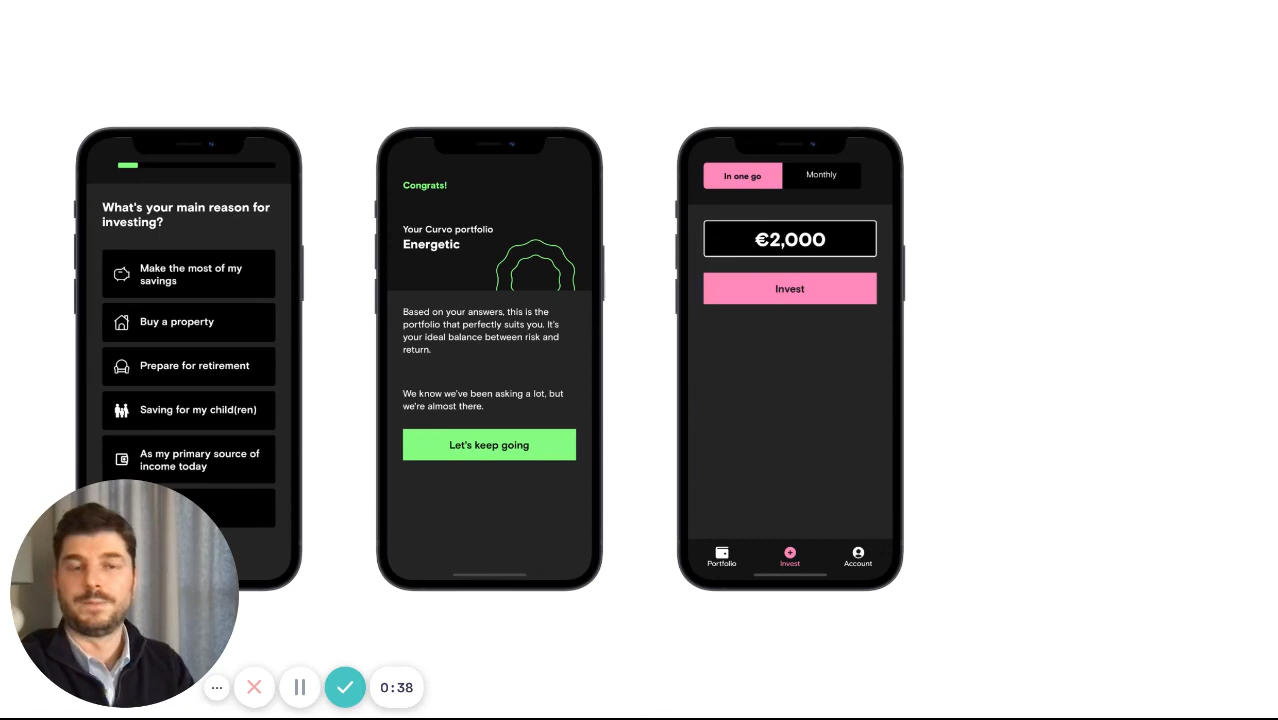 What's your main reason for
investing?
Make the most of my
savings
Buy a property
Prepare for retirement
Saving for my child(ren)
As my primary source of
income today
Congrats!
Your Curvo portfolio
Energetic
Based on your answers, this is the
portfolio that perfectly suits you. It's
your ideal balance between risk and
return.
We know we've been asking a lot, but
we're almost there.
Let's keep going
In one go
Monthly
€2,000
Invest
Portfolio
Invest
Account
0:38